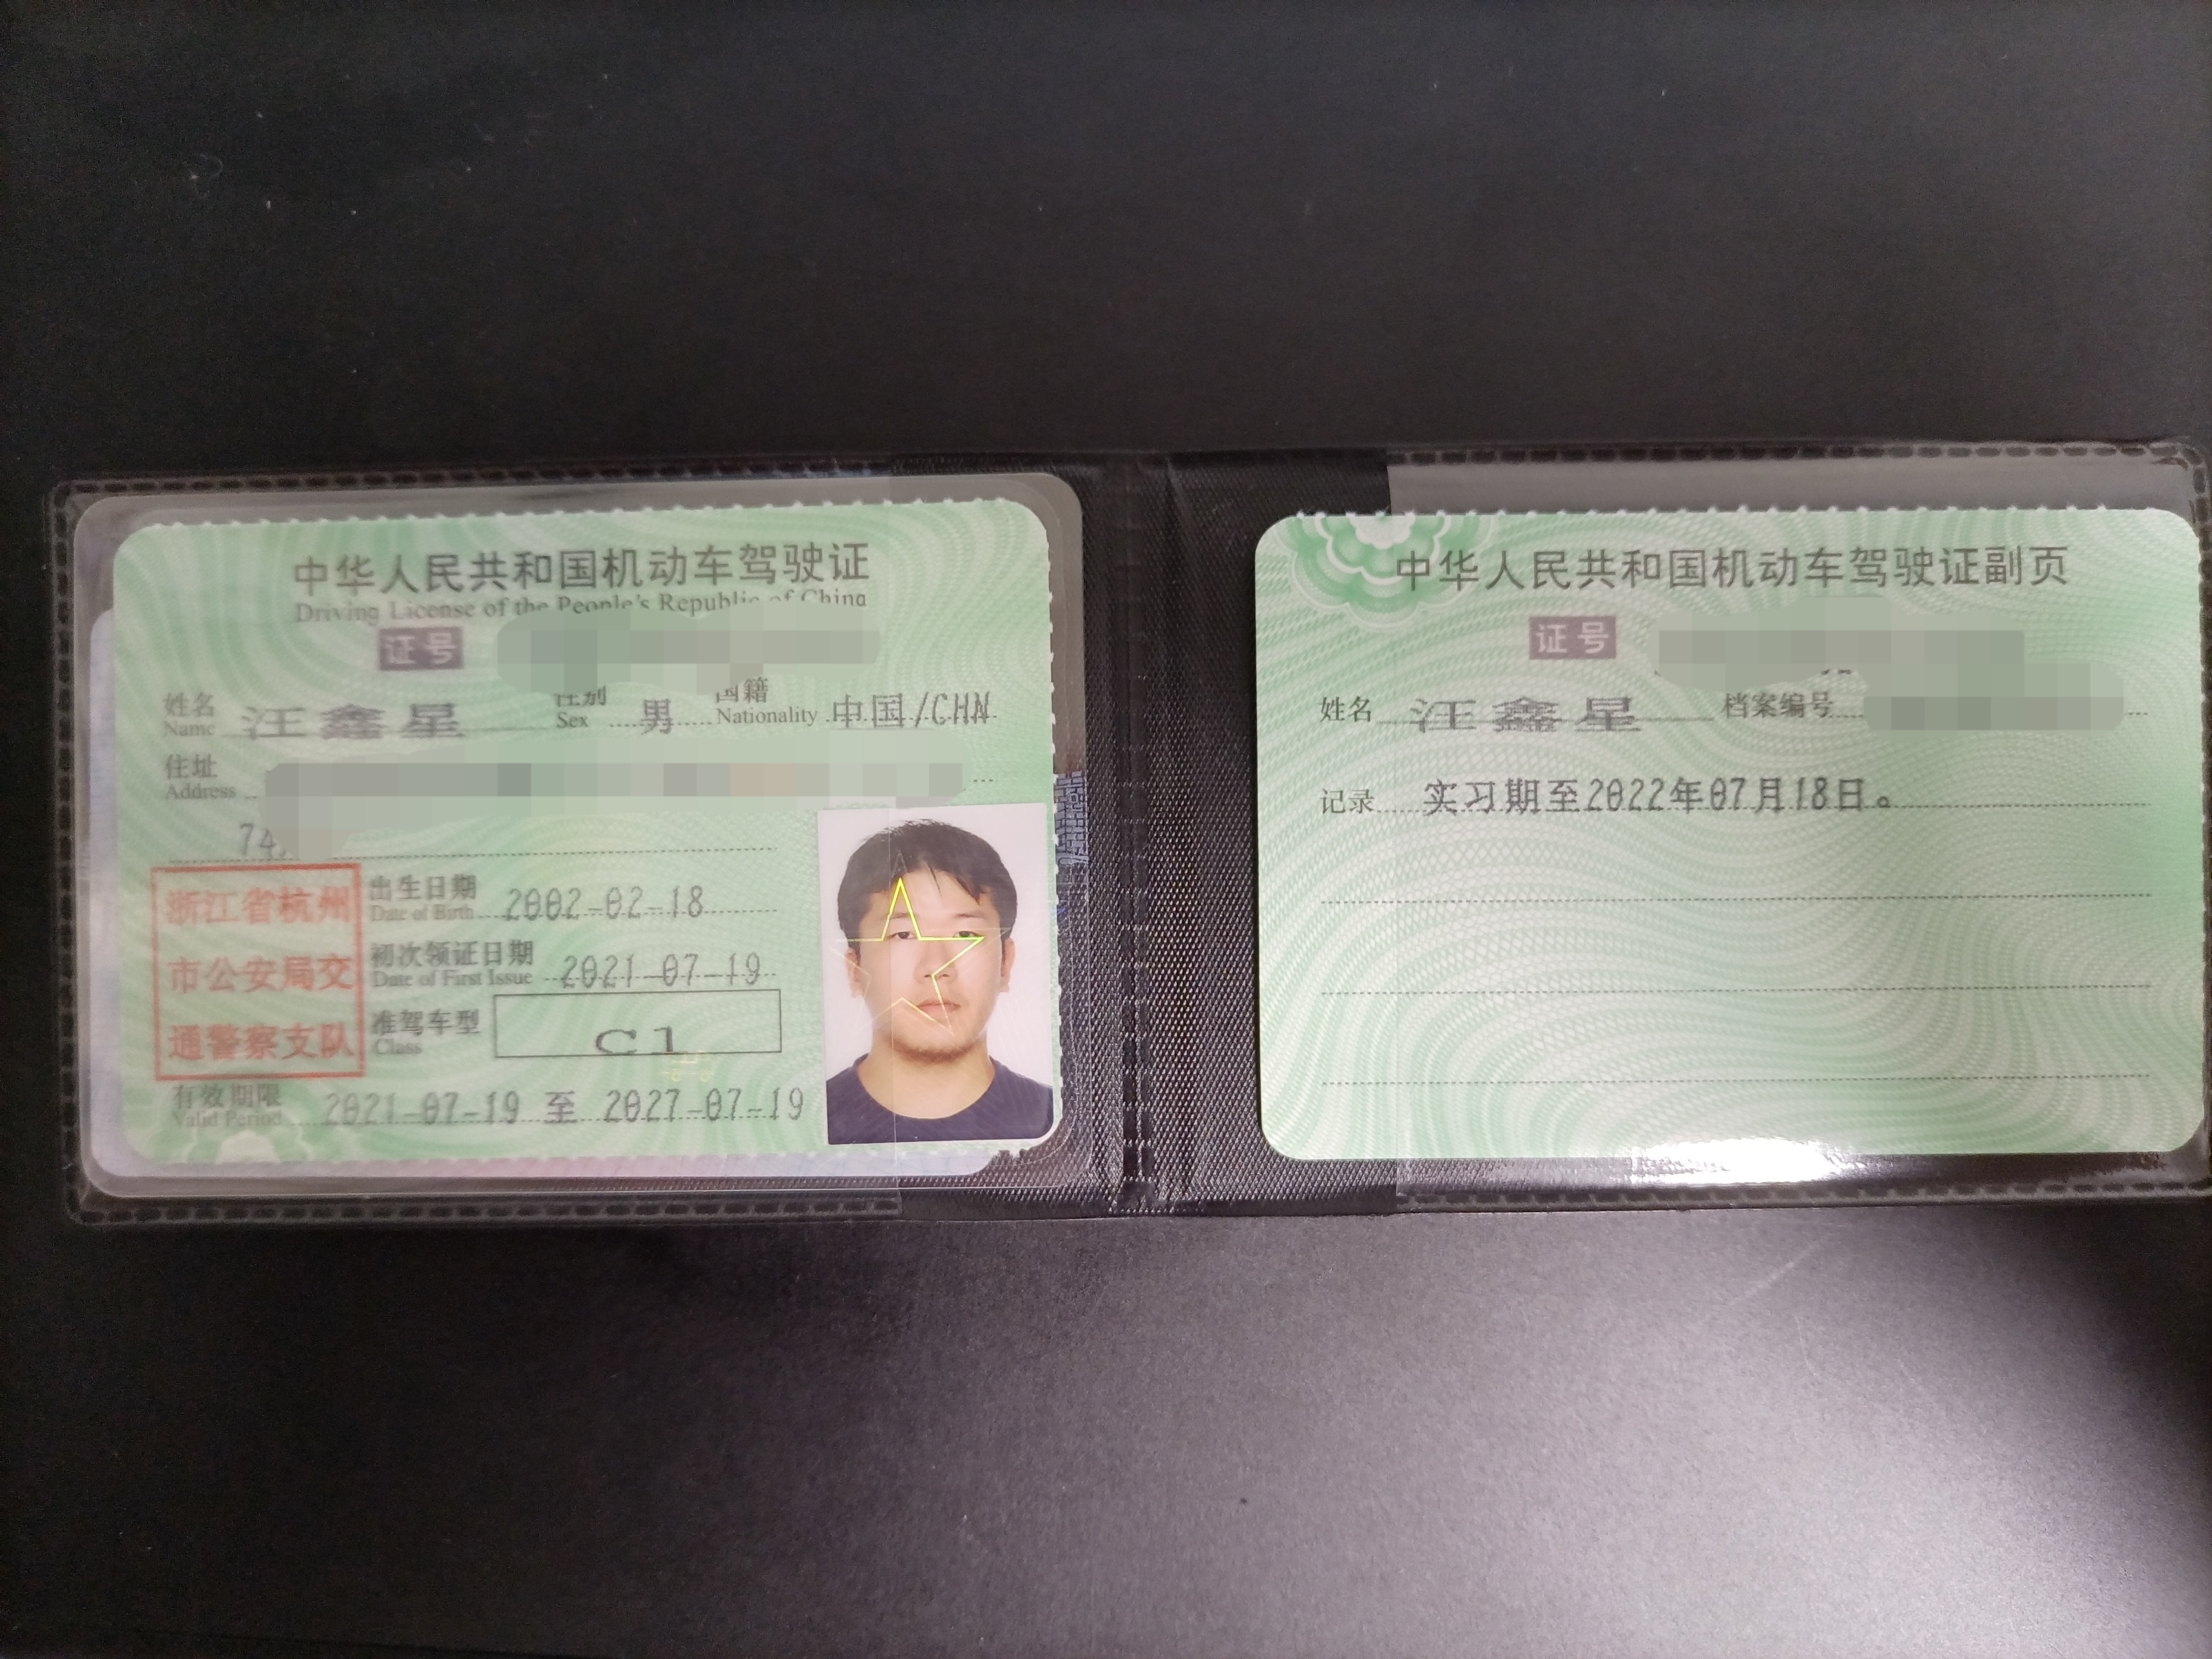 中华人民共和国机动车驾驶证
Driving License of the People's Republic of China
证号
姓名 汪鑫星 性别 男 国籍 中国/CHN
Name Sex Nationality
住址
Address
74
浙江省杭州
市公安局交
通警察支队
出生日期 2002-02-18
Date of Birth
初次领证日期 2021-07-19
Date of First Issue
准驾车型 C1
Class
有效期限 2021-07-19 至 2027-07-19
Valid Period
中华人民共和国机动车驾驶证副页
证号
姓名 汪鑫星 档案编号
记录 实习期至2022年07月18日。